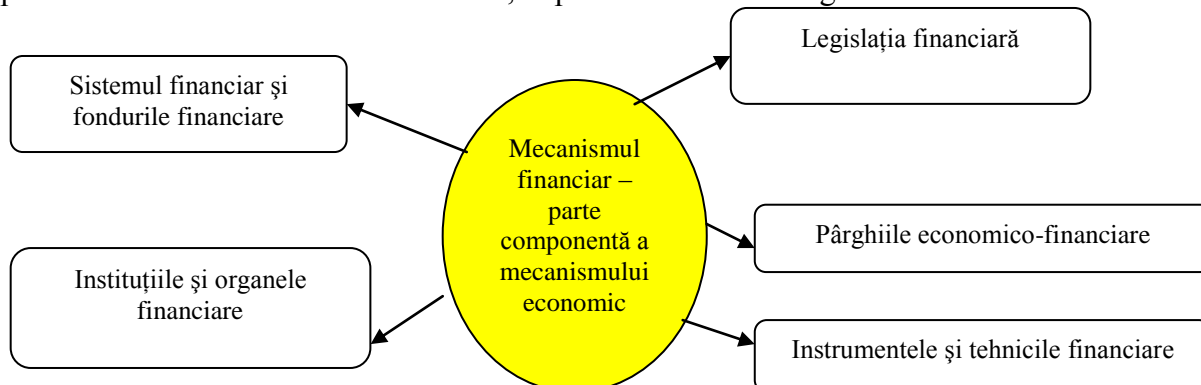 Legislația financiară
Sistemul financiar şi
fondurile financiare
Mecanismul
financiar –
parte
componentă a
mecanismului
economic
Pârghiile economico-financiare
Instituțiile şi organele
financiare
Instrumentele şi tehnicile financiare